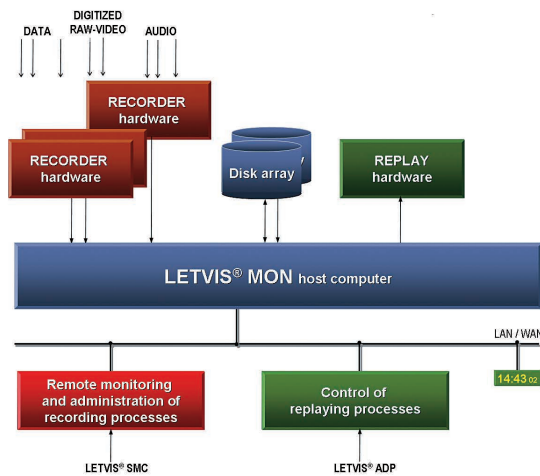 DATA
DIGITIZED
RAW-VIDEO
AUDIO
RECORDER
hardware
RECORDER
hardware
Disk array
REPLAY
hardware
LETVIS® MON host computer
LAN / WAN
Remote monitoring
and administration of
recording processes
Control of
replaying processes
14:43 02
LETVIS® SMC
LETVIS® ADP